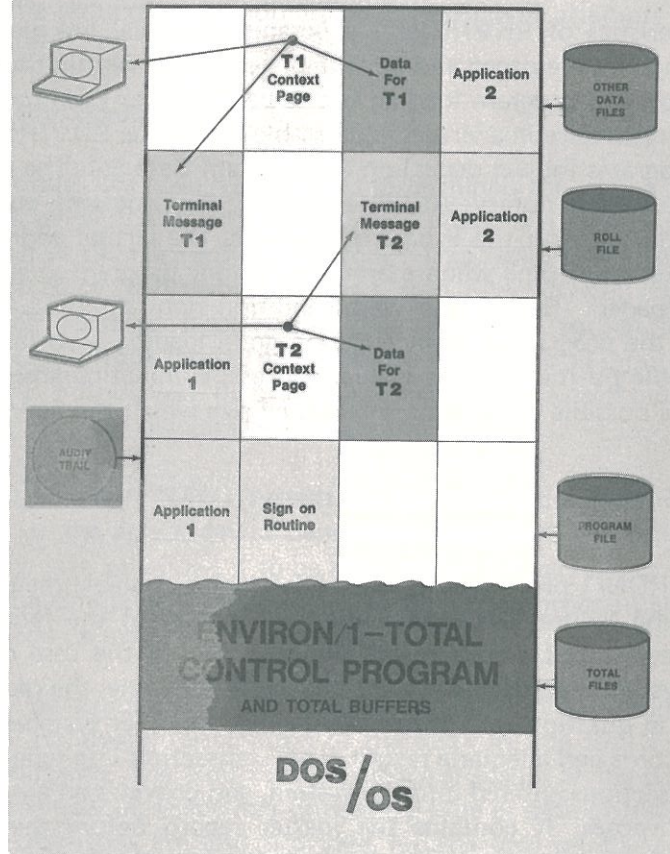 T1
Context
Page
Data
For
T1
Application
2
OTHER
DATA
FILES
Terminal
Message
T1
Terminal
Message
T2
Application
2
ROLL
FILE
Application
1
T2
Context
Page
Data
For
T2
AUDIV
TRAIL
Application
1
Sign on
Routine
PROGRAM
FILE
ENVIRON/1–TOTAL
CONTROL PROGRAM
AND TOTAL BUFFERS
TOTAL
FILES
DOS/OS